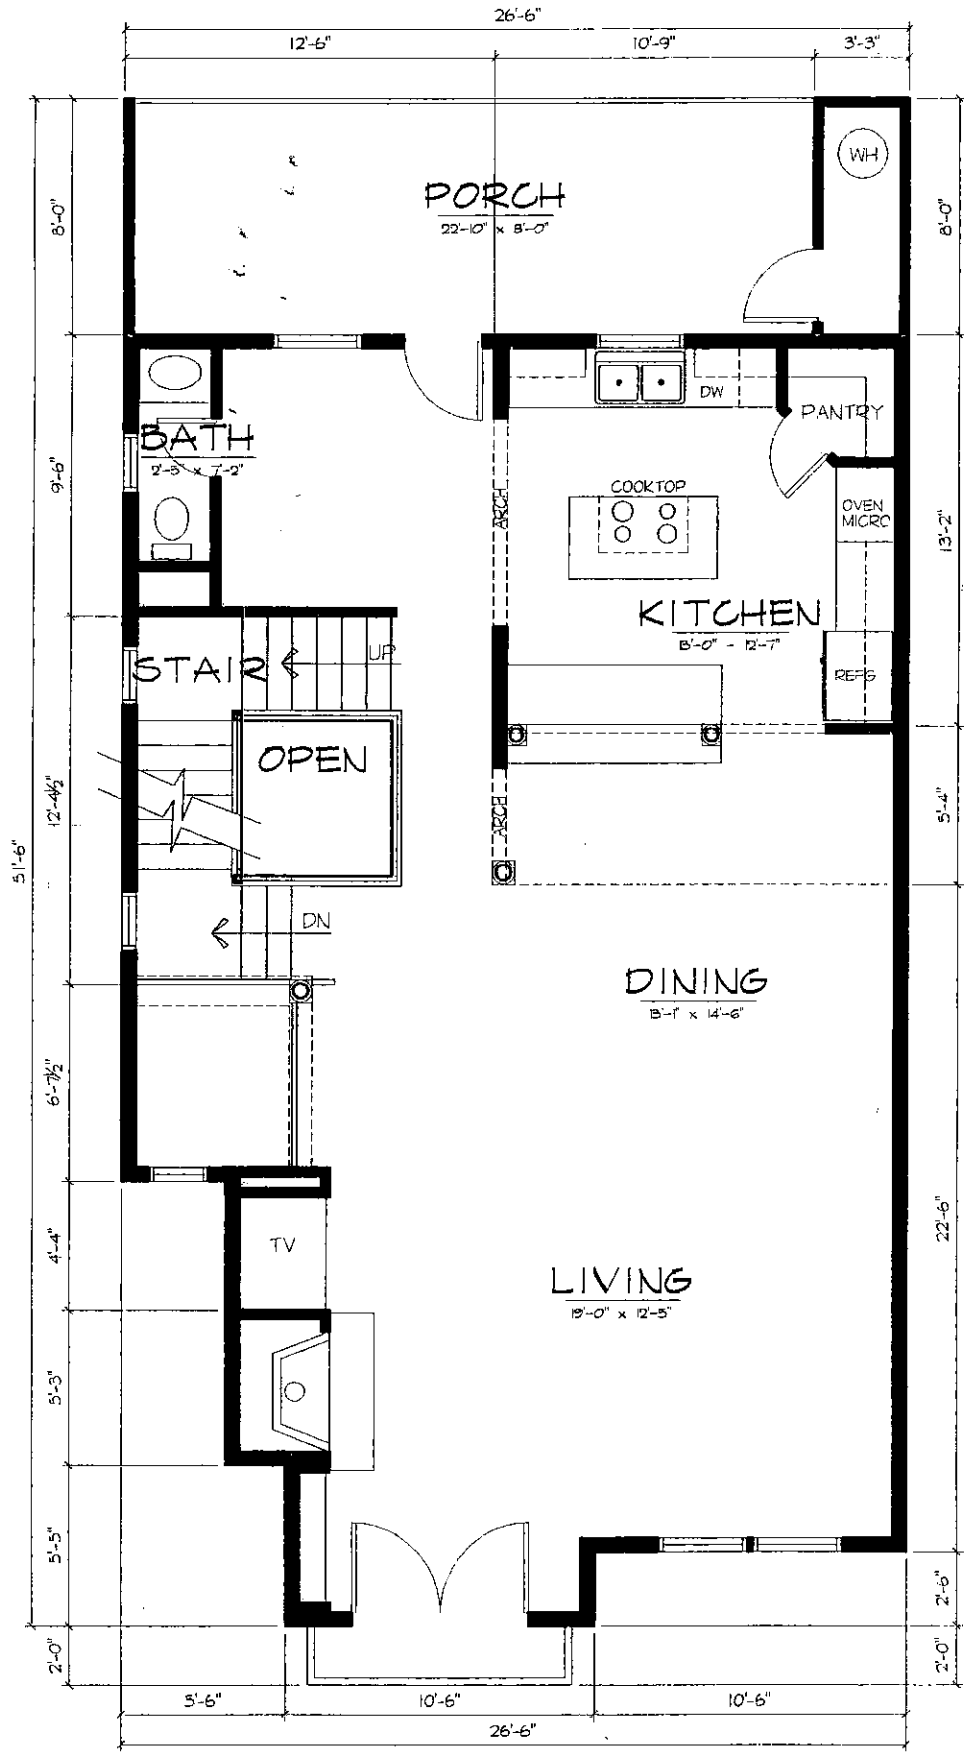 26'-6"
12'-6" 10'-9" 3'-3"
WH
PORCH
22'-10" x 8'-0"
8'-0" 8'-0"
DW
PANTRY
BATH
2'-5" x 7'-2"
9'-6"
COOKTOP
ARCH
OVEN
MICRO
13'-2"
KITCHEN
13'-0" - 12'-7"
STAIR
UP
REFG
OPEN
12'-4½"
ARCH
5'-4"
51'-6"
DN
DINING
13'-1" x 14'-6"
6'-7½"
22'-6"
4'-4"
TV
LIVING
19'-0" x 12'-5"
5'-3"
5'-5"
2'-6"
2'-0" 2'-0"
5'-6" 10'-6" 10'-6"
26'-6"